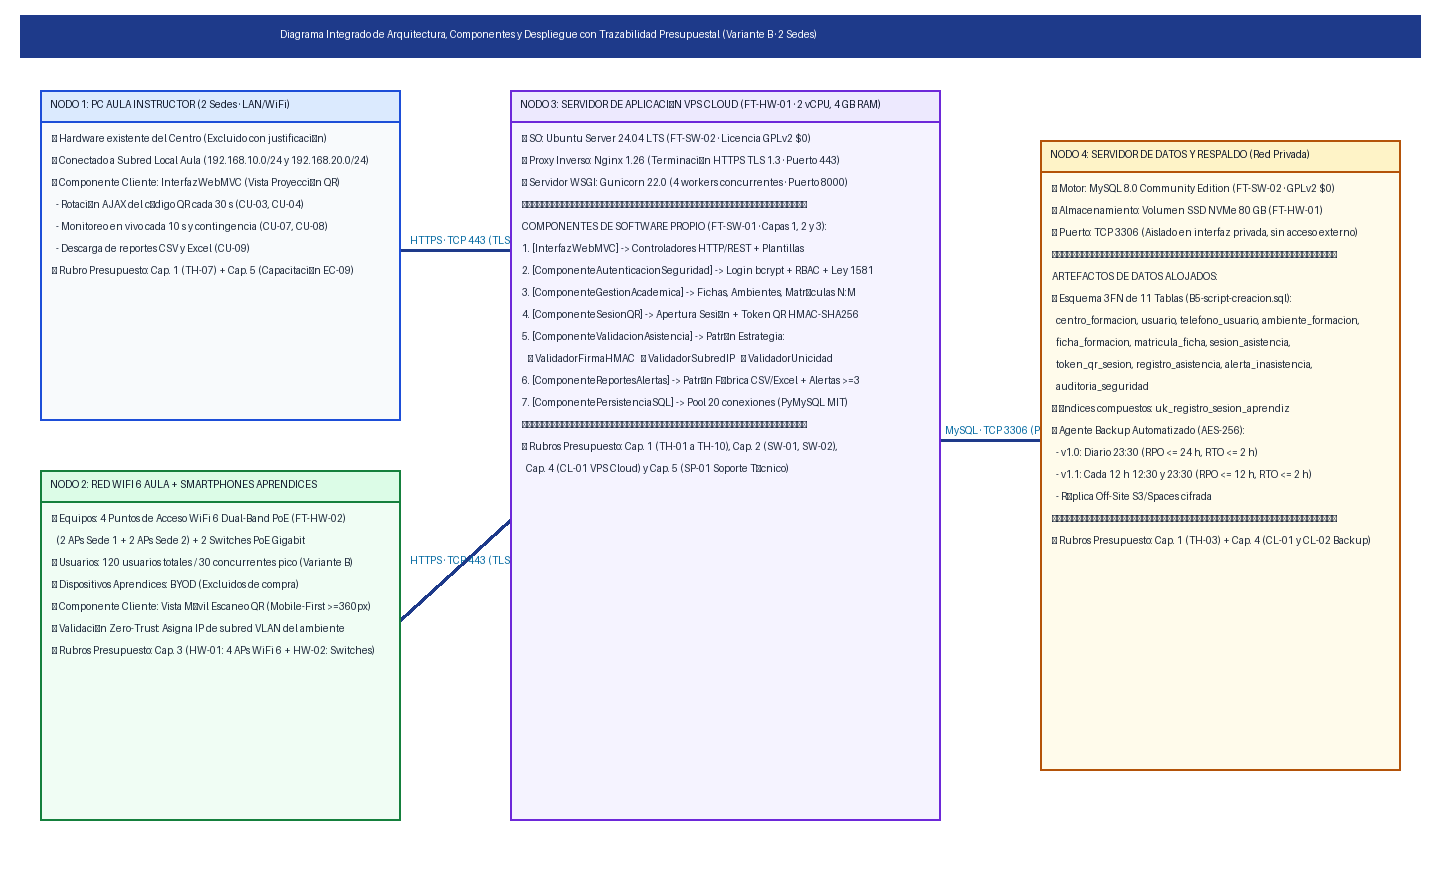 Diagrama Integrado de Arquitectura, Componentes y Despliegue con Trazabilidad Presupuestal (Variante B · 2 Sedes)
NODO 1: PC AULA INSTRUCTOR (2 Sedes · LAN/WiFi)
▯ Hardware existente del Centro (Excluido con justificaci▯n)
▯ Conectado a Subred Local Aula (192.168.10.0/24 y 192.168.20.0/24)
▯ Componente Cliente: InterfazWebMVC (Vista Proyecci▯n QR)
- Rotaci▯n AJAX del c▯digo QR cada 30 s (CU-03, CU-04)
- Monitoreo en vivo cada 10 s y contingencia (CU-07, CU-08)
- Descarga de reportes CSV y Excel (CU-09)
▯ Rubro Presupuesto: Cap. 1 (TH-07) + Cap. 5 (Capacitaci▯n EC-09)
HTTPS · TCP 443 (TLS
NODO 2: RED WIFI 6 AULA + SMARTPHONES APRENDICES
▯ Equipos: 4 Puntos de Acceso WiFi 6 Dual-Band PoE (FT-HW-02)
(2 APs Sede 1 + 2 APs Sede 2) + 2 Switches PoE Gigabit
▯ Usuarios: 120 usuarios totales / 30 concurrentes pico (Variante B)
▯ Dispositivos Aprendices: BYOD (Excluidos de compra)
▯ Componente Cliente: Vista M▯vil Escaneo QR (Mobile-First >=360px)
▯ Validaci▯n Zero-Trust: Asigna IP de subred VLAN del ambiente
▯ Rubros Presupuesto: Cap. 3 (HW-01: 4 APs WiFi 6 + HW-02: Switches)
HTTPS · TCP 443 (TLS
NODO 3: SERVIDOR DE APLICACI▯N VPS CLOUD (FT-HW-01 · 2 vCPU, 4 GB RAM)
▯ SO: Ubuntu Server 24.04 LTS (FT-SW-02 · Licencia GPLv2 $0)
▯ Proxy Inverso: Nginx 1.26 (Terminaci▯n HTTPS TLS 1.3 · Puerto 443)
▯ Servidor WSGI: Gunicorn 22.0 (4 workers concurrentes · Puerto 8000)
COMPONENTES DE SOFTWARE PROPIO (FT-SW-01 · Capas 1, 2 y 3):
1. [InterfazWebMVC] -> Controladores HTTP/REST + Plantillas
2. [ComponenteAutenticacionSeguridad] -> Login bcrypt + RBAC + Ley 1581
3. [ComponenteGestionAcademica] -> Fichas, Ambientes, Matr▯culas N:M
4. [ComponenteSesionQR] -> Apertura Sesi▯n + Token QR HMAC-SHA256
5. [ComponenteValidacionAsistencia] -> Patr▯n Estrategia:
▯ ValidadorFirmaHMAC ▯ ValidadorSubredIP ▯ ValidadorUnicidad
6. [ComponenteReportesAlertas] -> Patr▯n F▯brica CSV/Excel + Alertas >=3
7. [ComponentePersistenciaSQL] -> Pool 20 conexiones (PyMySQL MIT)
▯ Rubros Presupuesto: Cap. 1 (TH-01 a TH-10), Cap. 2 (SW-01, SW-02),
Cap. 4 (CL-01 VPS Cloud) y Cap. 5 (SP-01 Soporte T▯cnico)
MySQL · TCP 3306 (P
NODO 4: SERVIDOR DE DATOS Y RESPALDO (Red Privada)
▯ Motor: MySQL 8.0 Community Edition (FT-SW-02 · GPLv2 $0)
▯ Almacenamiento: Volumen SSD NVMe 80 GB (FT-HW-01)
▯ Puerto: TCP 3306 (Aislado en interfaz privada, sin acceso externo)
ARTEFACTOS DE DATOS ALOJADOS:
▯ Esquema 3FN de 11 Tablas (B5-script-creacion.sql):
centro_formacion, usuario, telefono_usuario, ambiente_formacion,
ficha_formacion, matricula_ficha, sesion_asistencia,
token_qr_sesion, registro_asistencia, alerta_inasistencia,
auditoria_seguridad
▯ ▯ndices compuestos: uk_registro_sesion_aprendiz
▯ Agente Backup Automatizado (AES-256):
- v1.0: Diario 23:30 (RPO <= 24 h, RTO <= 2 h)
- v1.1: Cada 12 h 12:30 y 23:30 (RPO <= 12 h, RTO <= 2 h)
- R▯plica Off-Site S3/Spaces cifrada
▯ Rubros Presupuesto: Cap. 1 (TH-03) + Cap. 4 (CL-01 y CL-02 Backup)